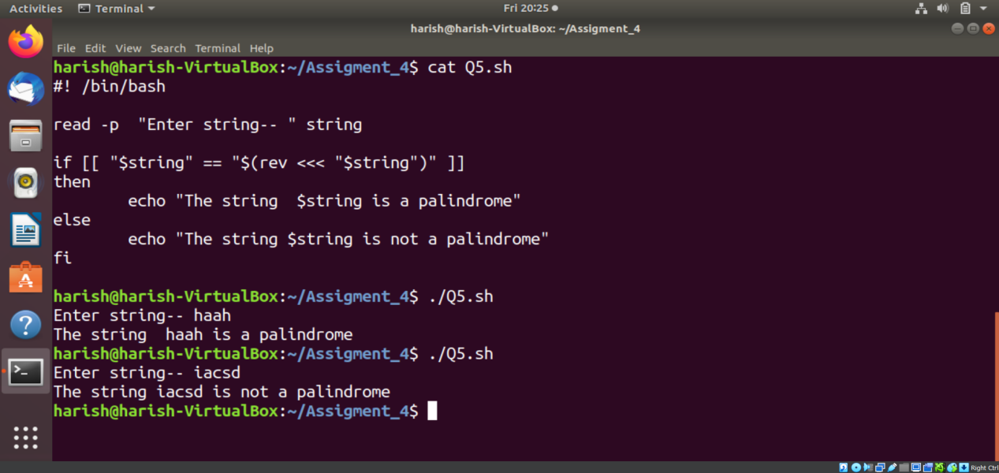 Activities Terminal Fri 20:25
harish@harish-VirtualBox: ~/Assigment_4
File Edit View Search Terminal Help
harish@harish-VirtualBox:~/Assigment_4$ cat Q5.sh
#! /bin/bash
read -p  "Enter string-- " string
if [[ "$string" == "$(rev <<< "$string")" ]]
then
        echo "The string  $string is a palindrome"
else
        echo "The string $string is not a palindrome"
fi
harish@harish-VirtualBox:~/Assigment_4$ ./Q5.sh
Enter string-- haah
The string  haah is a palindrome
harish@harish-VirtualBox:~/Assigment_4$ ./Q5.sh
Enter string-- iacsd
The string iacsd is not a palindrome
harish@harish-VirtualBox:~/Assigment_4$
Right Ctrl